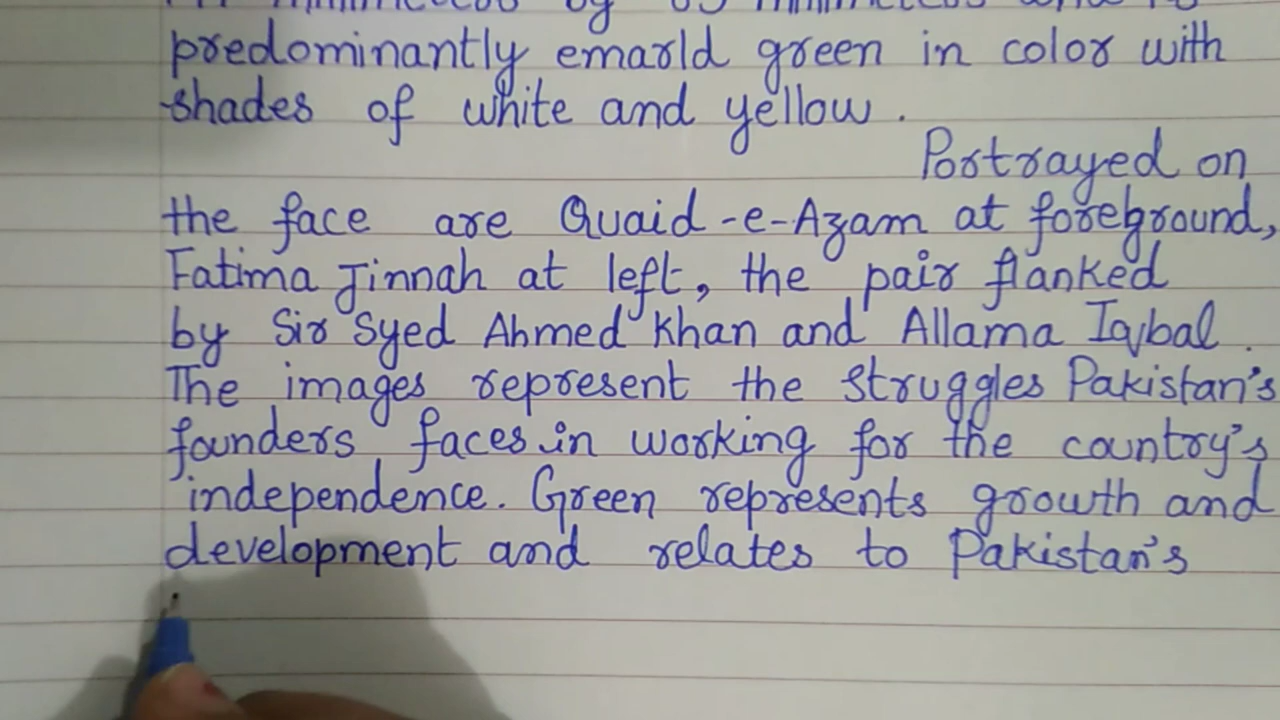 by
predominantly emarld green in color with
shades of white and yellow.
Portrayed on
the face are Quaid-e-Azam at foreground,
Fatima Jinnah at left, the pair flanked
by Sir Syed Ahmed Khan and Allama Iqbal.
The images represent the struggles Pakistan's
founders faces in working for the country's
independence. Green represents growth and
development and relates to Pakistan's